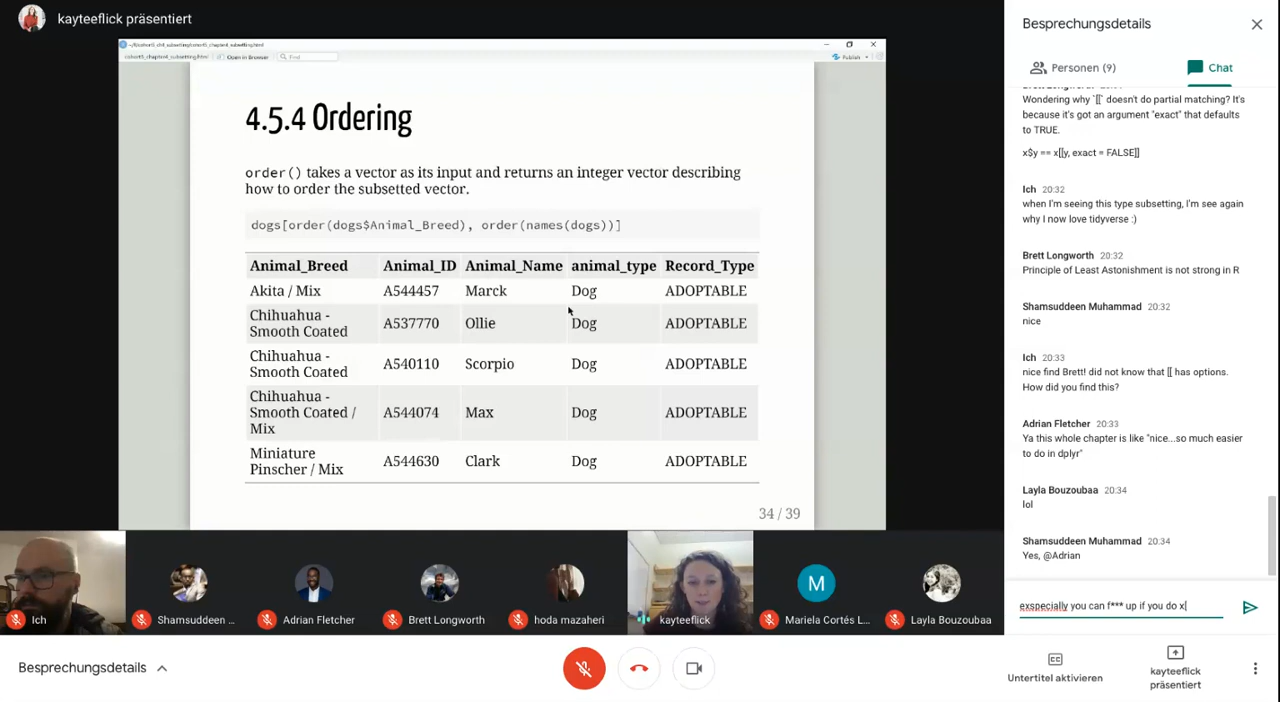 kayteeflick präsentiert
Open in Browser
Find
Publish
4.5.4 Ordering
order() takes a vector as its input and returns an integer vector describing
how to order the subsetted vector.
dogs[order(dogs$Animal_Breed), order(names(dogs))]
Animal_Breed Animal_ID Animal_Name animal_type Record_Type
Akita / Mix A544457 Marck Dog ADOPTABLE
Chihuahua -
Smooth Coated A537770 Ollie Dog ADOPTABLE
Chihuahua -
Smooth Coated A540110 Scorpio Dog ADOPTABLE
Chihuahua -
Smooth Coated /
Mix A544074 Max Dog ADOPTABLE
Miniature
Pinscher / Mix A544630 Clark Dog ADOPTABLE
34 / 39
Ich
Shamsuddeen ...
Adrian Fletcher
Brett Longworth
hoda mazaheri
kayteeflick
M
Mariela Cortés L...
Layla Bouzoubaa
Besprechungsdetails
Besprechungsdetails
Personen (9)
Chat
Wondering why `[[` doesn't do partial matching? It's
because it's got an argument "exact" that defaults
to TRUE.
x$y == x[[y, exact = FALSE]]
Ich 20:32
when I'm seeing this type subsetting, I'm see again
why I now love tidyverse :)
Brett Longworth 20:32
Principle of Least Astonishment is not strong in R
Shamsuddeen Muhammad 20:32
nice
Ich 20:33
nice find Brett! did not know that [[ has options.
How did you find this?
Adrian Fletcher 20:33
Ya this whole chapter is like "nice...so much easier
to do in dplyr"
Layla Bouzoubaa 20:34
lol
Shamsuddeen Muhammad 20:34
Yes, @Adrian
exspecially you can f*** up if you do x[
Untertitel aktivieren
kayteeflick
präsentiert